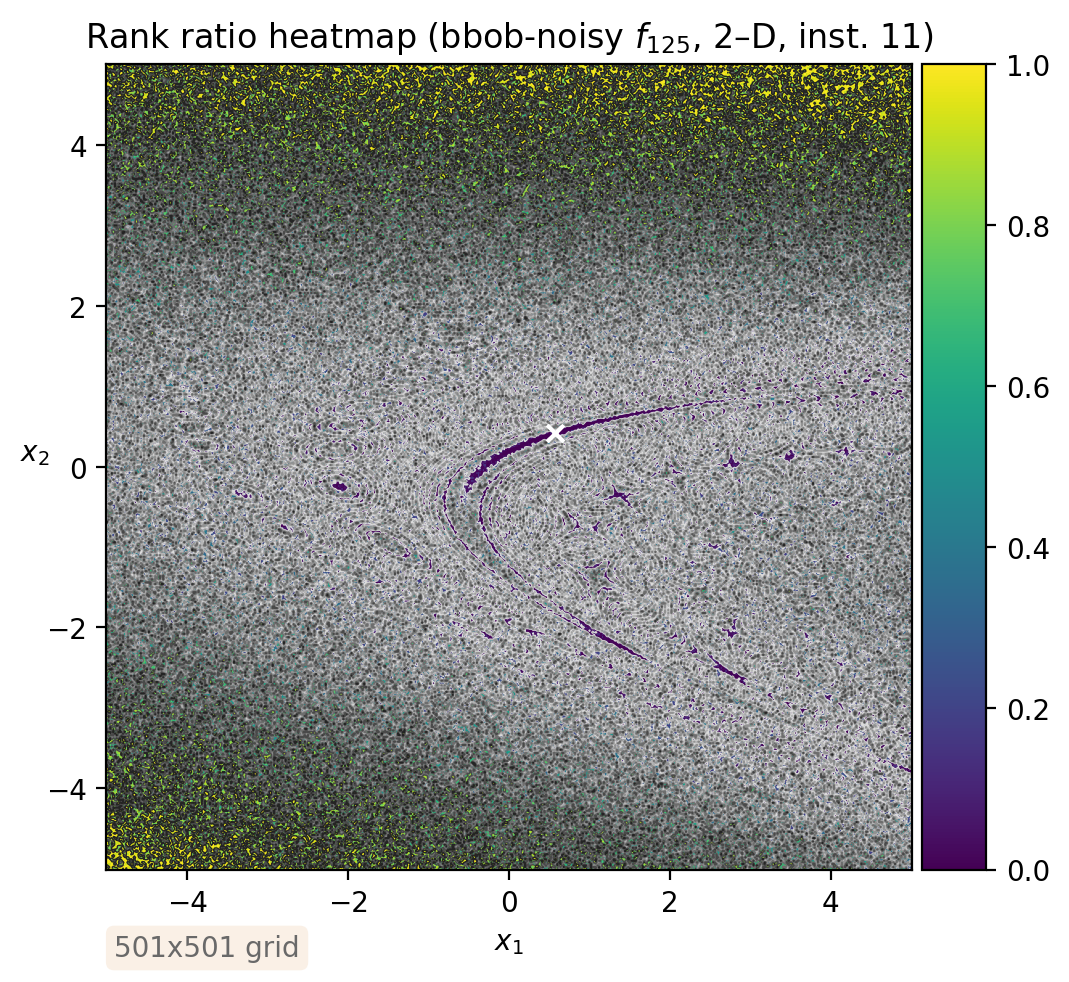 Rank ratio heatmap (bbob-noisy f125, 2–D, inst. 11)
1.0
4
0.8
2
0.6
x2
0
0.4
−2
0.2
−4
0.0
−4 −2 0 2 4
x1
501x501 grid